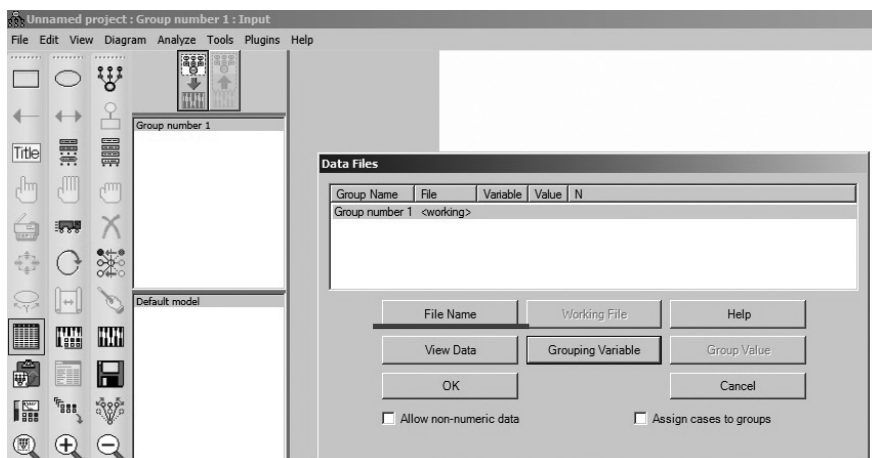 Unnamed project : Group number 1 : Input
File Edit View Diagram Analyze Tools Plugins Help
Group number 1
Title
Data Files
Group Name File Variable Value N
Group number 1 <working>
Default model
File Name Working File Help
View Data Grouping Variable Group Value
OK Cancel
Allow non-numeric data Assign cases to groups